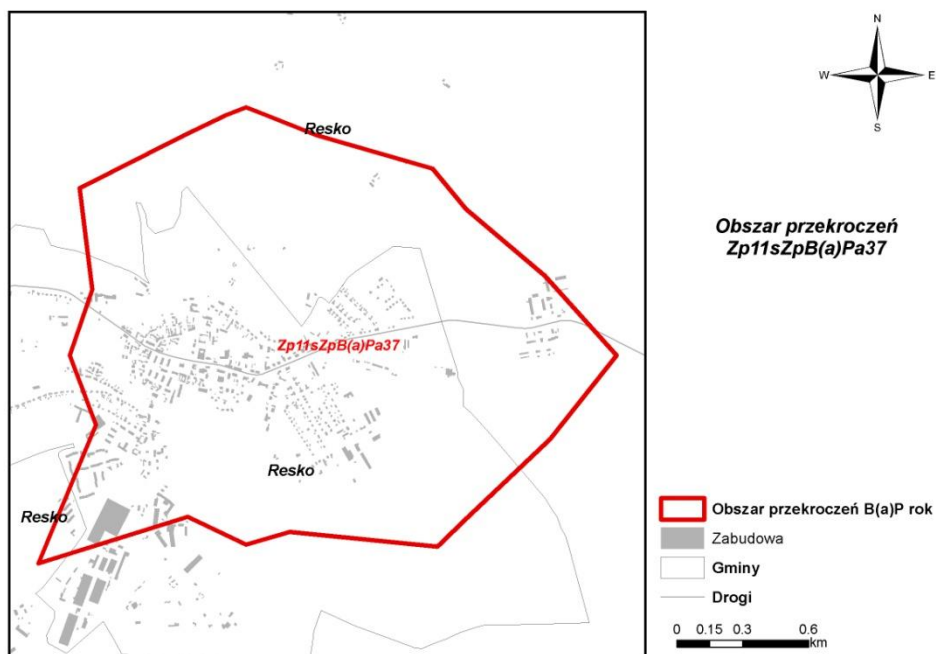 N
W E
S
Resko
Obszar przekroczeń
Zp11sZpB(a)Pa37
Zp11sZpB(a)Pa37
Resko
Resko
Obszar przekroczeń B(a)P rok
Zabudowa
Gminy
Drogi
0 0.15 0.3 0.6
km